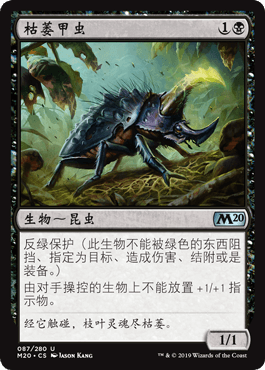 枯萎甲虫 1
生物～昆虫 M20
反绿保护（此生物不能被绿色的东西阻
挡、指定为目标、造成伤害、结附或是
装备。）
由对手操控的生物上不能放置 +1/+1 指
示物。
经它触碰，枝叶灵魂尽枯萎。
1/1
087/280 U
M20 • CS JASON KANG ™ & © 2019 Wizards of the Coast